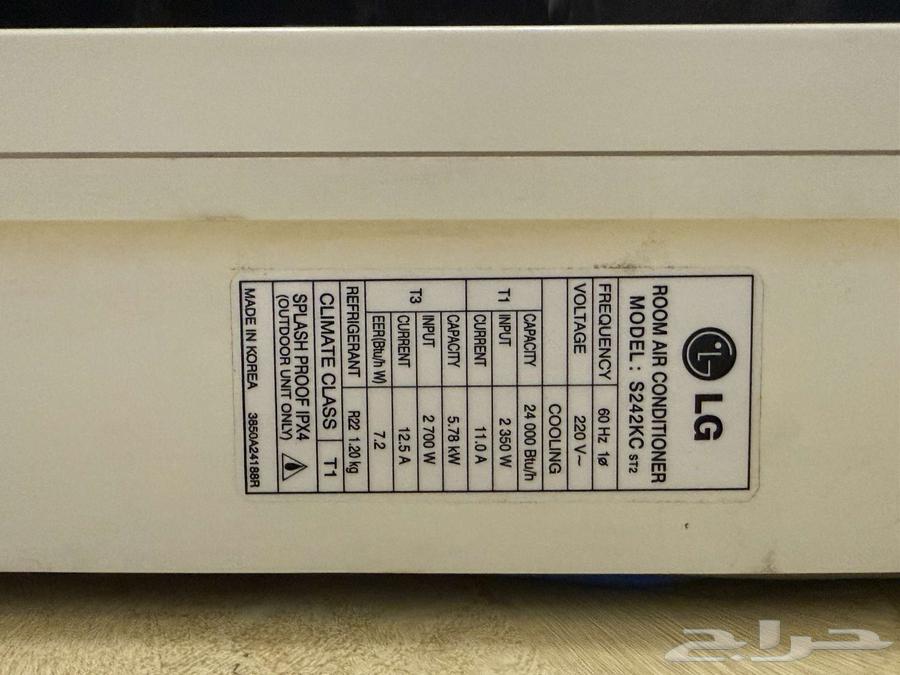 LG
ROOM AIR CONDITIONER
MODEL : S242KC ST2
FREQUENCY 60 Hz 1ø
VOLTAGE 220 V~
COOLING
T1 CAPACITY 24 000 Btu/h
INPUT 2 350 W
CURRENT 11.0 A
T3 CAPACITY 5.78 kW
INPUT 2 700 W
CURRENT 12.5 A
EER(Btu/h W) 7.2
REFRIGERANT R22 1.20 kg
CLIMATE CLASS T1
SPLASH PROOF IPX4
(OUTDOOR UNIT ONLY)
MADE IN KOREA 3850A24188R
حراج